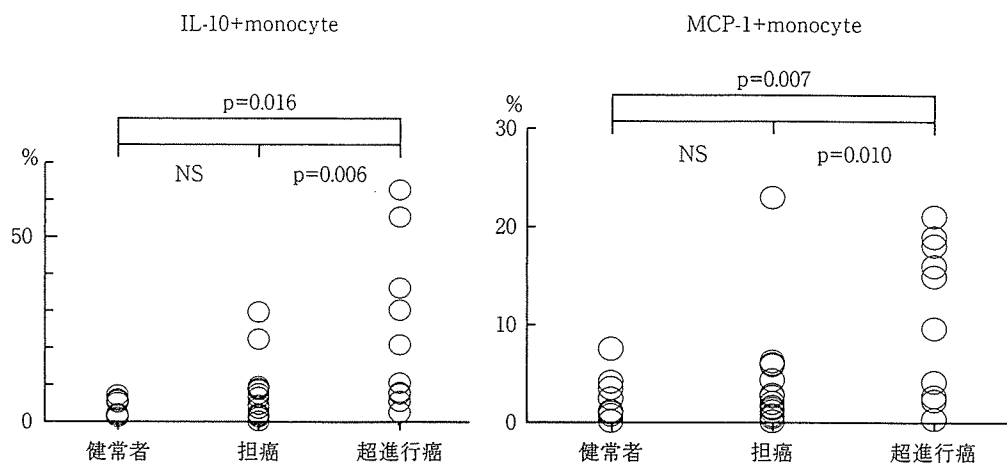 IL-10+monocyte
p=0.016
%
NS
p=0.006
50
0
健常者
担癌
超進行癌
MCP-1+monocyte
p=0.007
%
30
NS
p=0.010
20
10
0
健常者
担癌
超進行癌